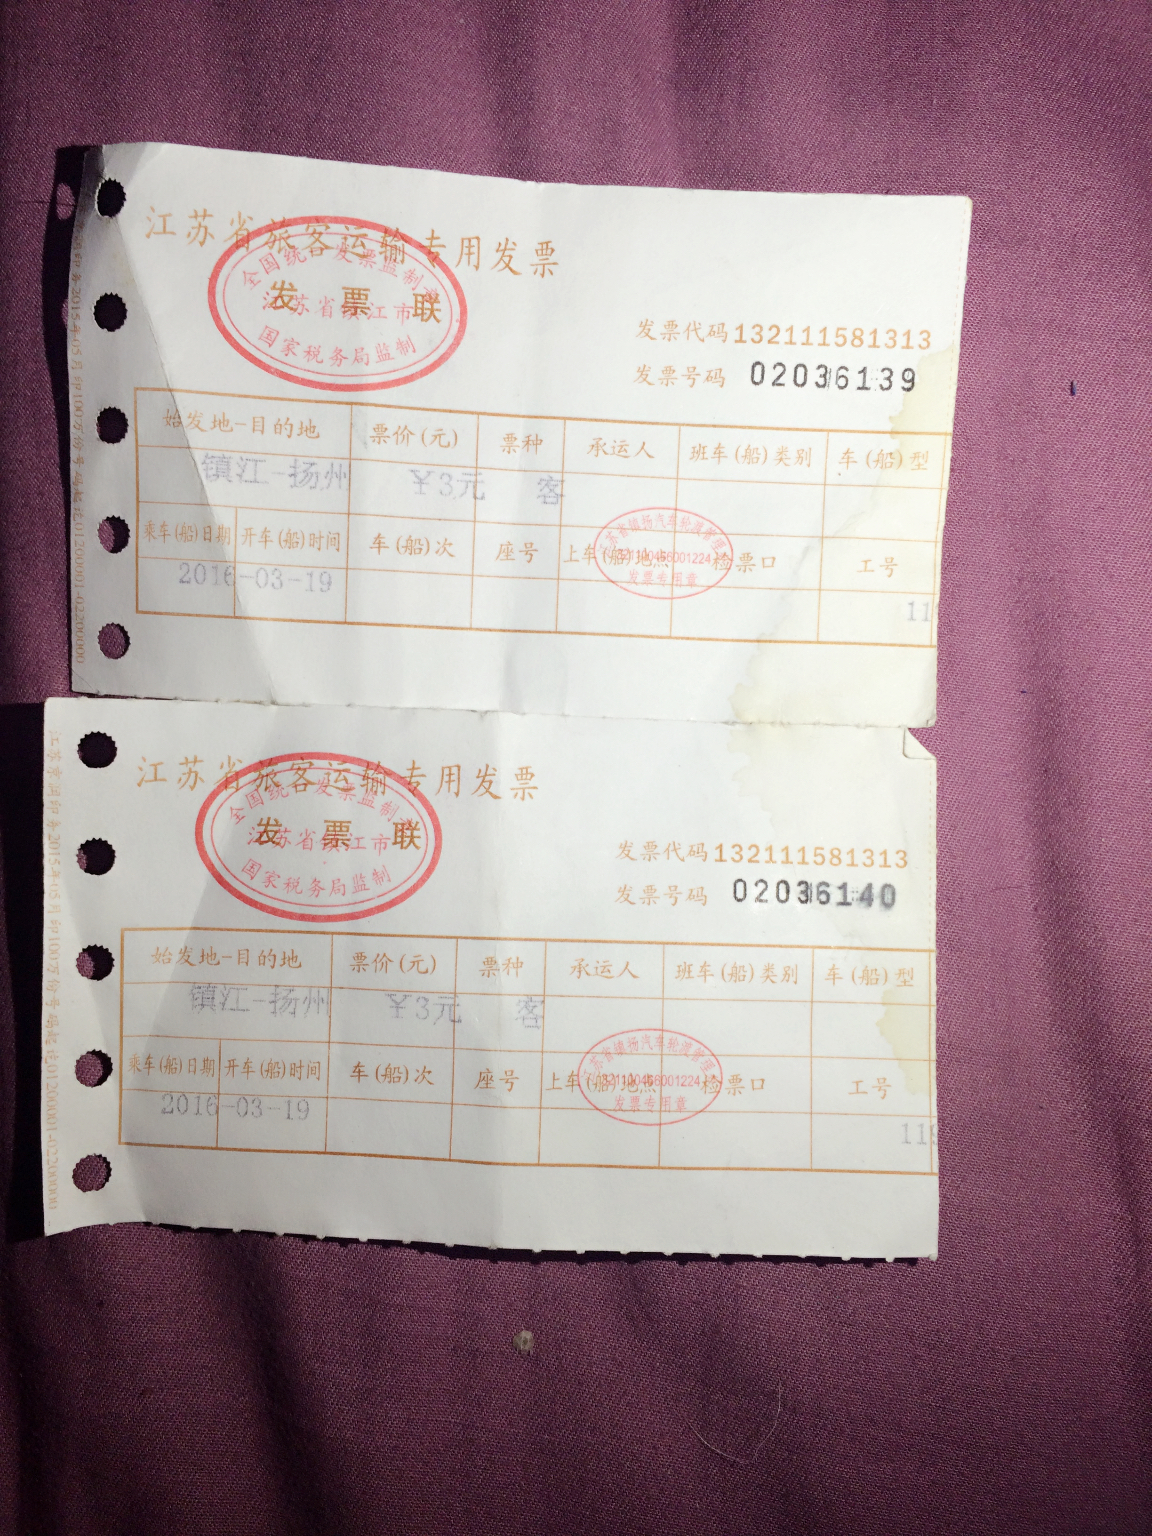 江苏省旅客运输专用发票
全国统一发票监制章
发票联
江苏省镇江市
国家税务局监制
发票代码132111581313
发票号码 02036139
始发地-目的地 票价(元) 票种 承运人 班车(船)类别 车(船)型
镇江-扬州 ¥3元 客
乘车(船)日期 开车(船)时间 车(船)次 座号 上车(船)地点 检票口 工号
2016-03-19 11
发票专用章
江苏省旅客运输专用发票
全国统一发票监制章
发票联
江苏省镇江市
国家税务局监制
发票代码132111581313
发票号码 02036140
始发地-目的地 票价(元) 票种 承运人 班车(船)类别 车(船)型
镇江-扬州 ¥3元 客
乘车(船)日期 开车(船)时间 车(船)次 座号 上车(船)地点 检票口 工号
2016-03-19 119
发票专用章